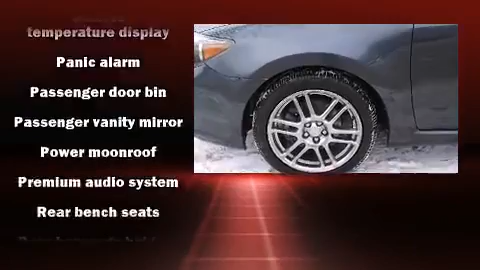 temperature display
Panic alarm
Passenger door bin
Passenger vanity mirror
Power moonroof
Premium audio system
Rear bench seats